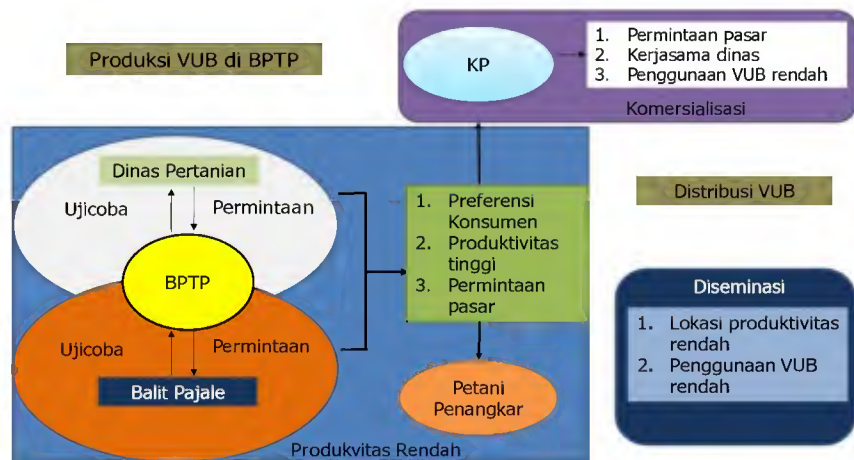 Produksi VUB di BPTP
KP
1. Permintaan pasar
2. Kerjasama dinas
3. Penggunaan VUB rendah
Komersialisasi
Dinas Pertanian
Ujicoba
Permintaan
BPTP
Ujicoba
Permintaan
Balit Pajale
Produkvitas Rendah
1. Preferensi
Konsumen
2. Produktivitas
tinggi
3. Permintaan
pasar
Petani
Penangkar
Distribusi VUB
Diseminasi
1. Lokasi produktivitas
rendah
2. Penggunaan VUB
rendah